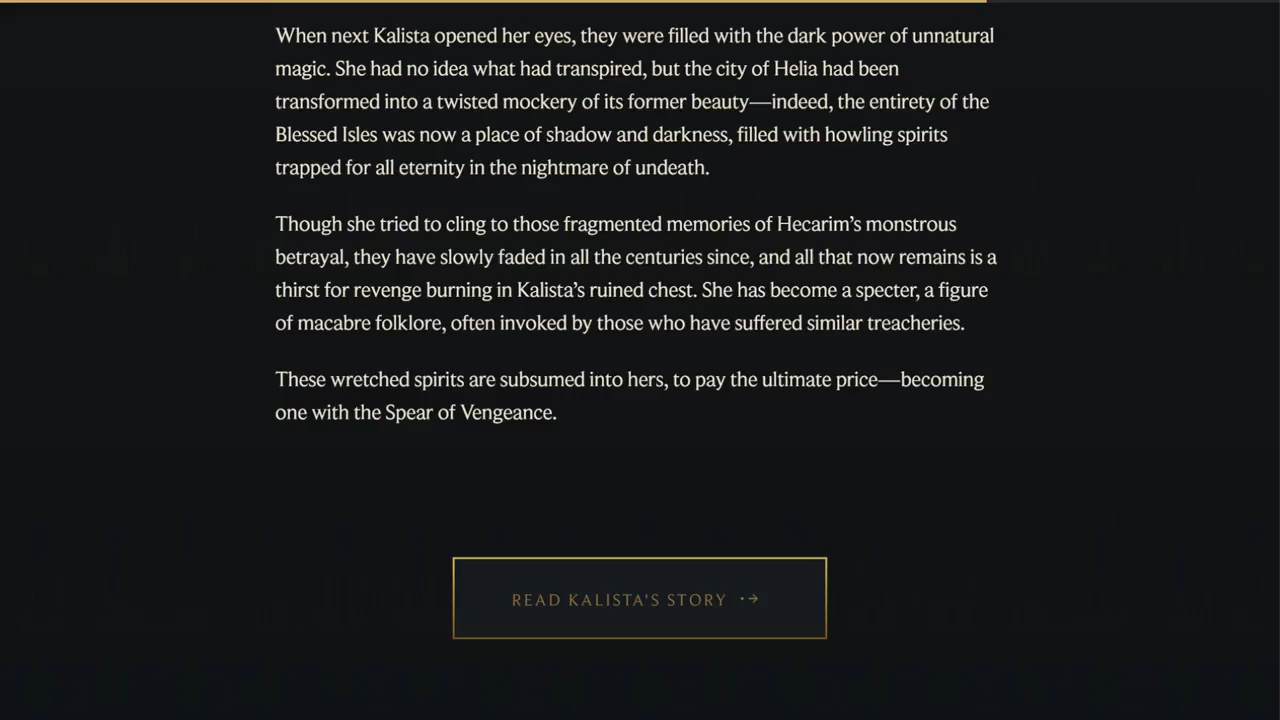 When next Kalista opened her eyes, they were filled with the dark power of unnatural
magic. She had no idea what had transpired, but the city of Helia had been
transformed into a twisted mockery of its former beauty—indeed, the entirety of the
Blessed Isles was now a place of shadow and darkness, filled with howling spirits
trapped for all eternity in the nightmare of undeath.
Though she tried to cling to those fragmented memories of Hecarim’s monstrous
betrayal, they have slowly faded in all the centuries since, and all that now remains is a
thirst for revenge burning in Kalista’s ruined chest. She has become a specter, a figure
of macabre folklore, often invoked by those who have suffered similar treacheries.
These wretched spirits are subsumed into hers, to pay the ultimate price—becoming
one with the Spear of Vengeance.
READ KALISTA'S STORY